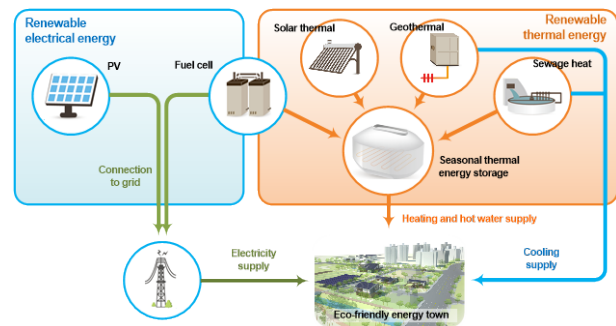 Renewable
electrical energy
Renewable
thermal energy
Solar thermal
Geothermal
PV
Fuel cell
Sewage heat
Seasonal thermal
energy storage
Connection
to grid
Heating and hot water supply
Electricity
supply
Cooling
supply
Eco-friendly energy town